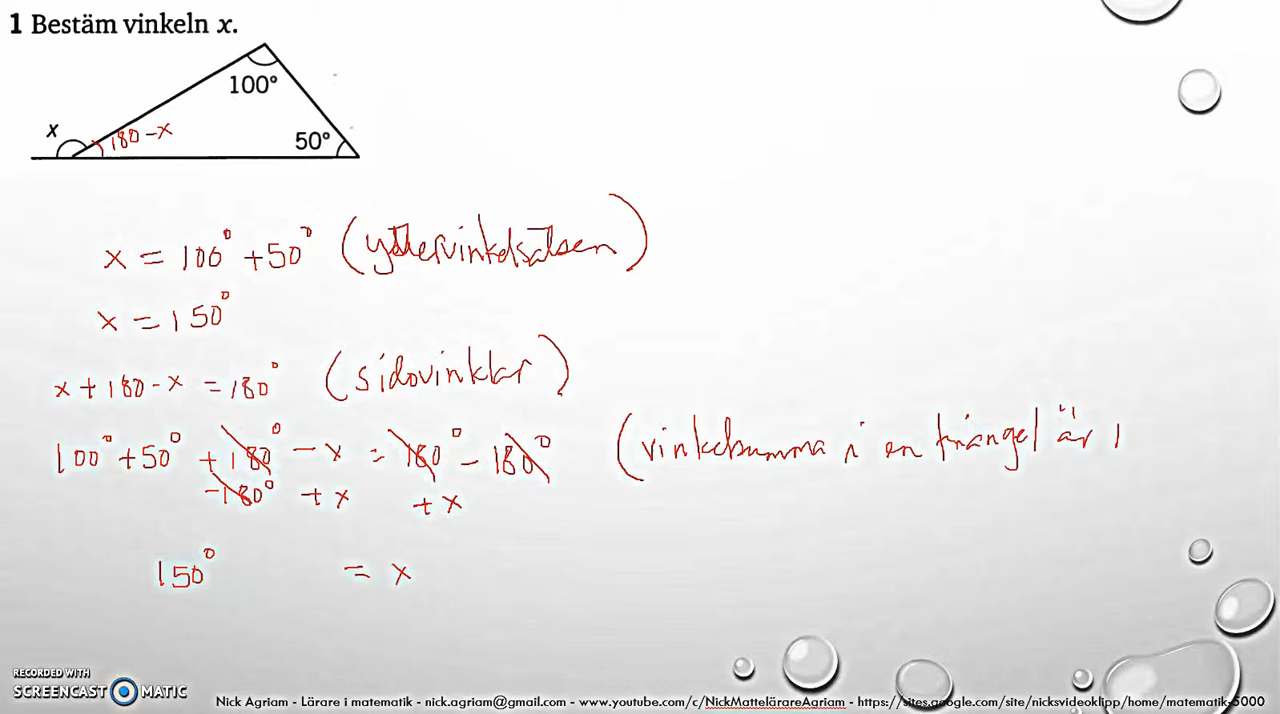 1 Bestäm vinkeln x.
100°
x
180-x
50°
x = 100° + 50° (yttervinkelsatsen)
x = 150°
x + 180 - x = 180° (sidovinklar)
100° + 50° + 180° - x = 180° - 180° (vinkelsumma i en triangel är 1
-180° + x + x
150° = x
RECORDED WITH
SCREENCAST MATIC
Nick Agriam - Lärare i matematik - nick.agriam@gmail.com - www.youtube.com/c/NickMattelärareAgriam - https://sites.google.com/site/nicksvideoklipp/home/matematik-5000